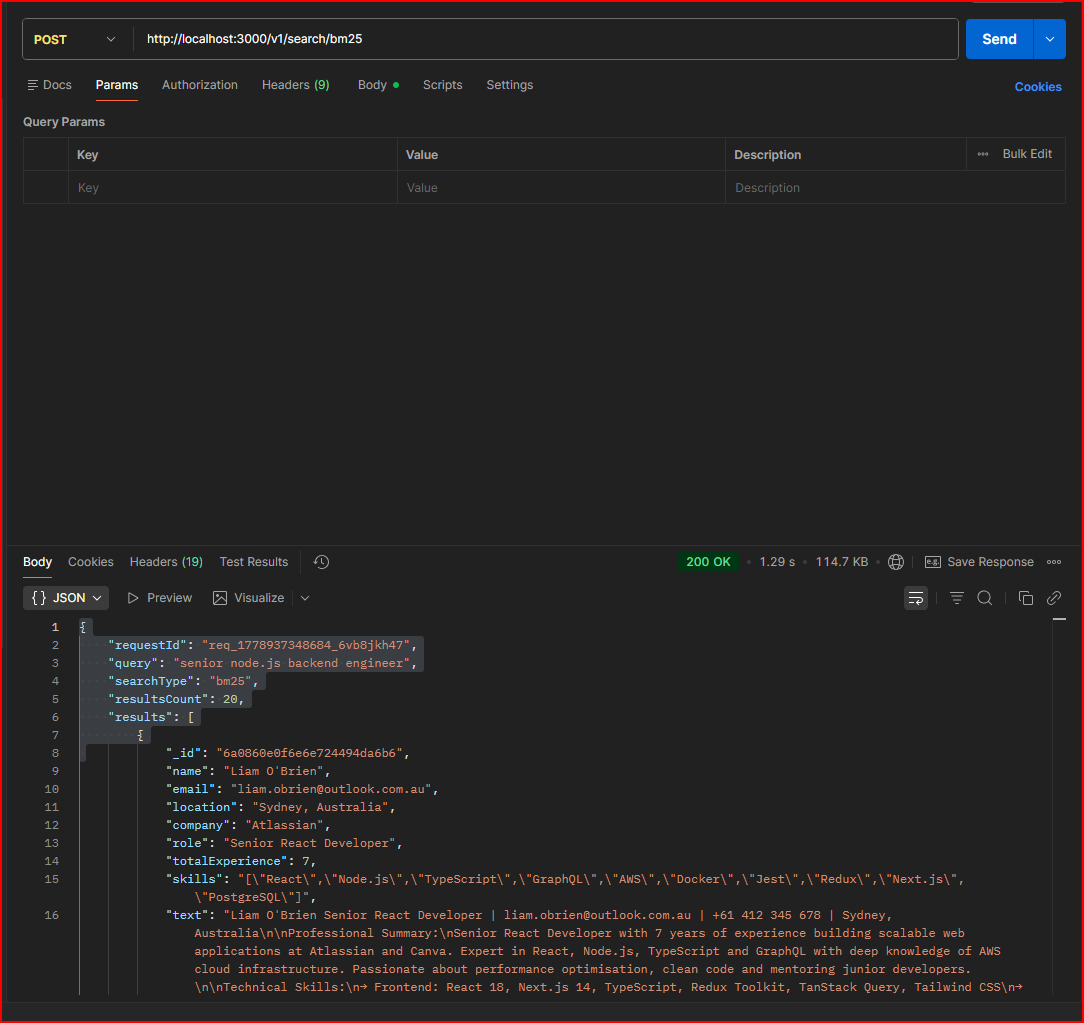 POST http://localhost:3000/v1/search/bm25 Send
Docs Params Authorization Headers (9) Body Scripts Settings Cookies
Query Params
Key Value Description Bulk Edit
Key Value Description
Body Cookies Headers (19) Test Results 200 OK 1.29 s 114.7 KB Save Response
{} JSON Preview Visualize
1 {
2 "requestId": "req_1778937348684_6vb8jkh47",
3 "query": "senior node.js backend engineer",
4 "searchType": "bm25",
5 "resultsCount": 20,
6 "results": [
7 {
8 "_id": "6a0860e0f6e6e724494da6b6",
9 "name": "Liam O'Brien",
10 "email": "liam.obrien@outlook.com.au",
11 "location": "Sydney, Australia",
12 "company": "Atlassian",
13 "role": "Senior React Developer",
14 "totalExperience": 7,
15 "skills": "[\"React\",\"Node.js\",\"TypeScript\",\"GraphQL\",\"AWS\",\"Docker\",\"Jest\",\"Redux\",\"Next.js\",
\"PostgreSQL\"]",
16 "text": "Liam O'Brien Senior React Developer | liam.obrien@outlook.com.au | +61 412 345 678 | Sydney,
Australia\n\nProfessional Summary:\nSenior React Developer with 7 years of experience building scalable web
applications at Atlassian and Canva. Expert in React, Node.js, TypeScript and GraphQL with deep knowledge of AWS
cloud infrastructure. Passionate about performance optimisation, clean code and mentoring junior developers.
\n\nTechnical Skills:\n→ Frontend: React 18, Next.js 14, TypeScript, Redux Toolkit, TanStack Query, Tailwind CSS\n→